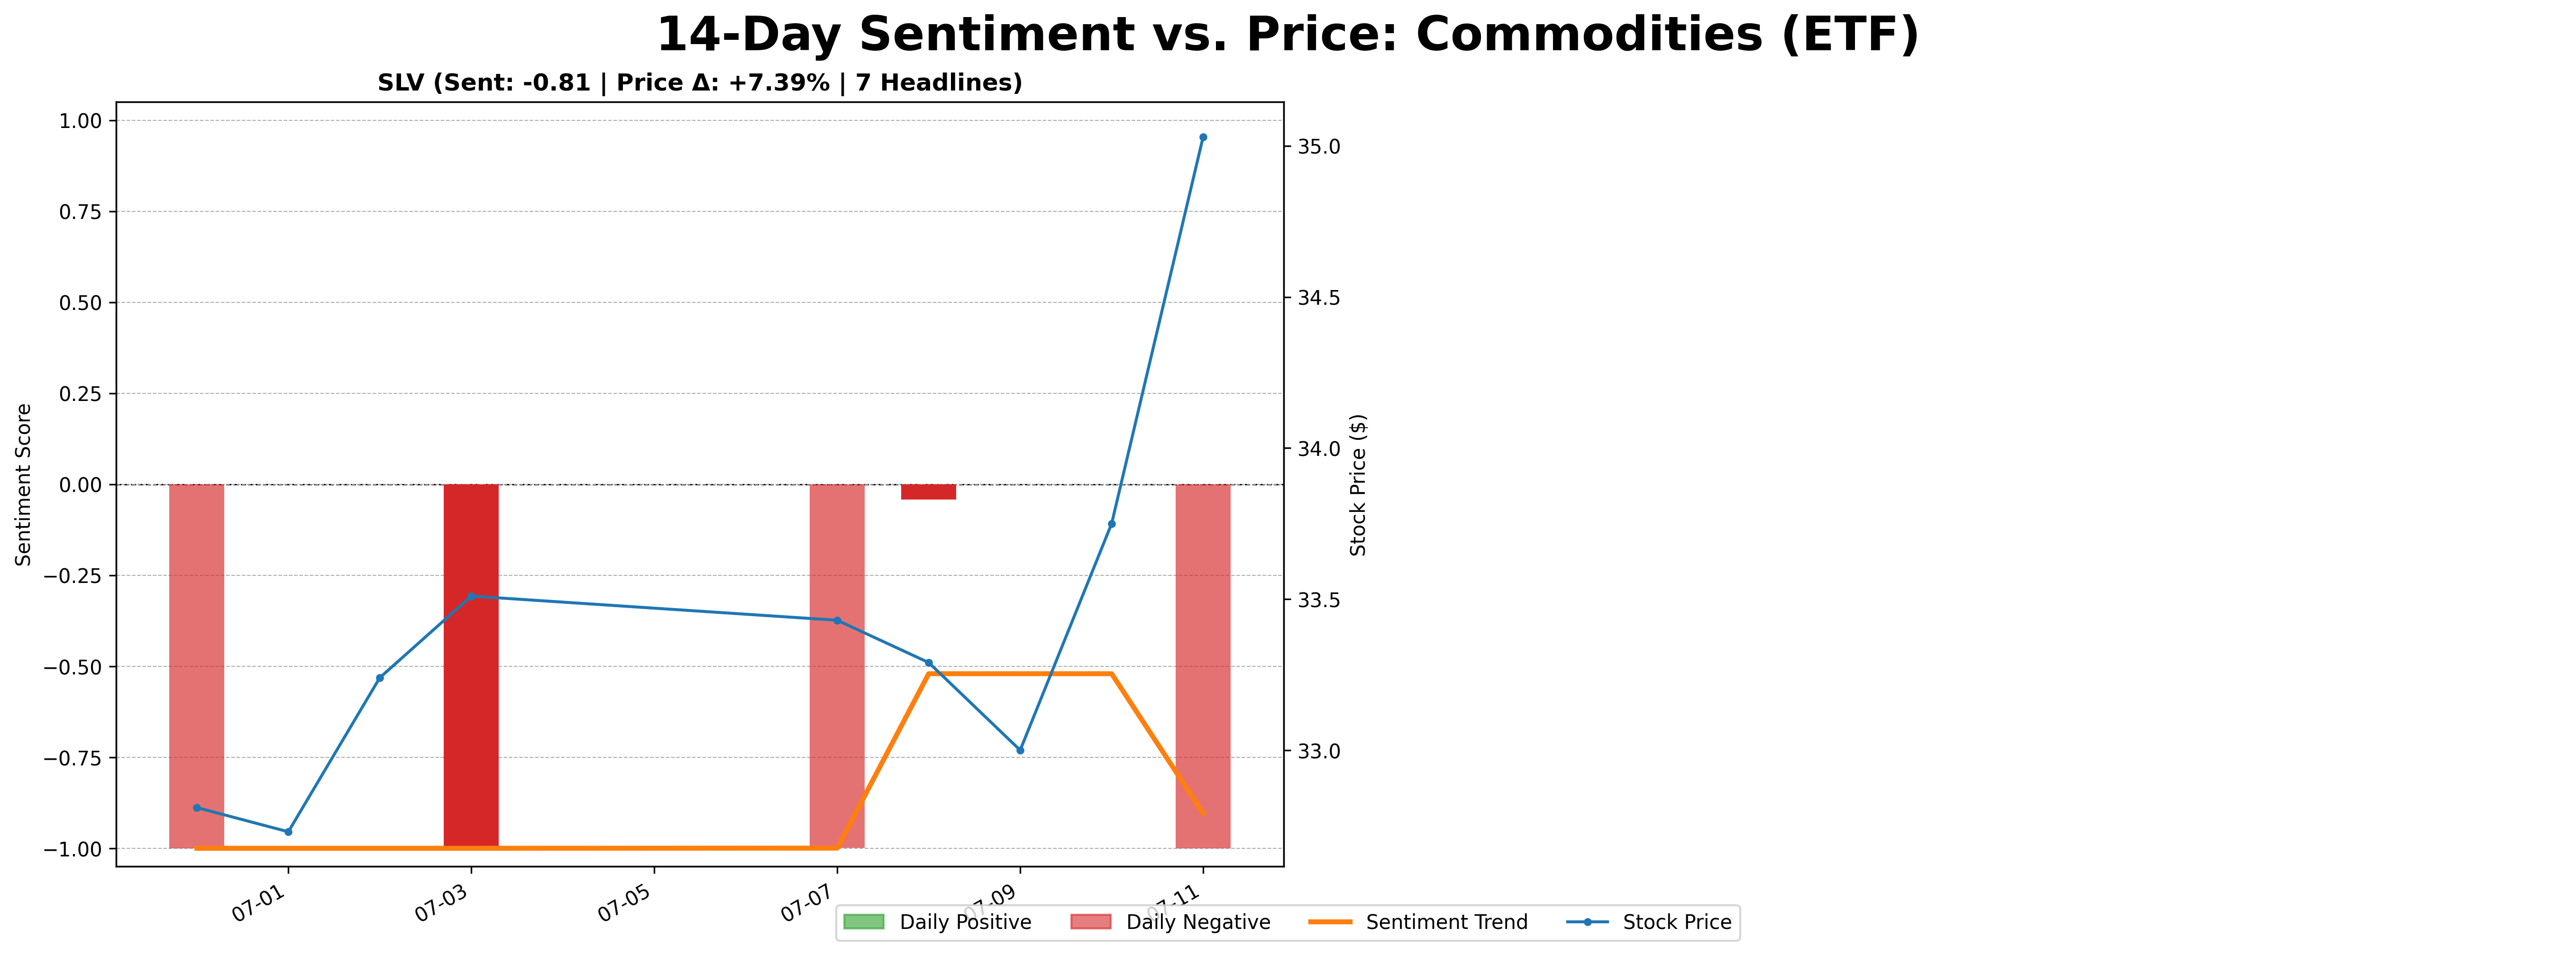 14-Day Sentiment vs. Price: Commodities (ETF)
SLV (Sent: -0.81 | Price Δ: +7.39% | 7 Headlines)
Sentiment Score
1.00
0.75
0.50
0.25
0.00
−0.25
−0.50
−0.75
−1.00
35.0
34.5
34.0
33.5
33.0
Stock Price ($)
07-01
07-03
07-05
07-07
07-09
07-11
Daily Positive
Daily Negative
Sentiment Trend
Stock Price